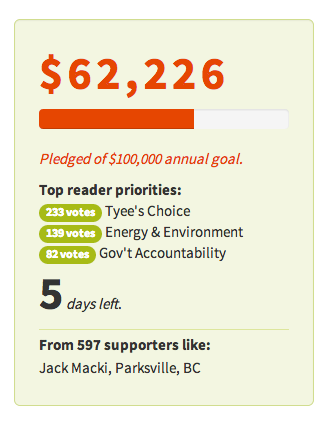 $62,226
Pledged of $100,000 annual goal.
Top reader priorities:
233 votes Tyee's Choice
139 votes Energy & Environment
82 votes Gov't Accountability
5 days left.
From 597 supporters like:
Jack Macki, Parksville, BC